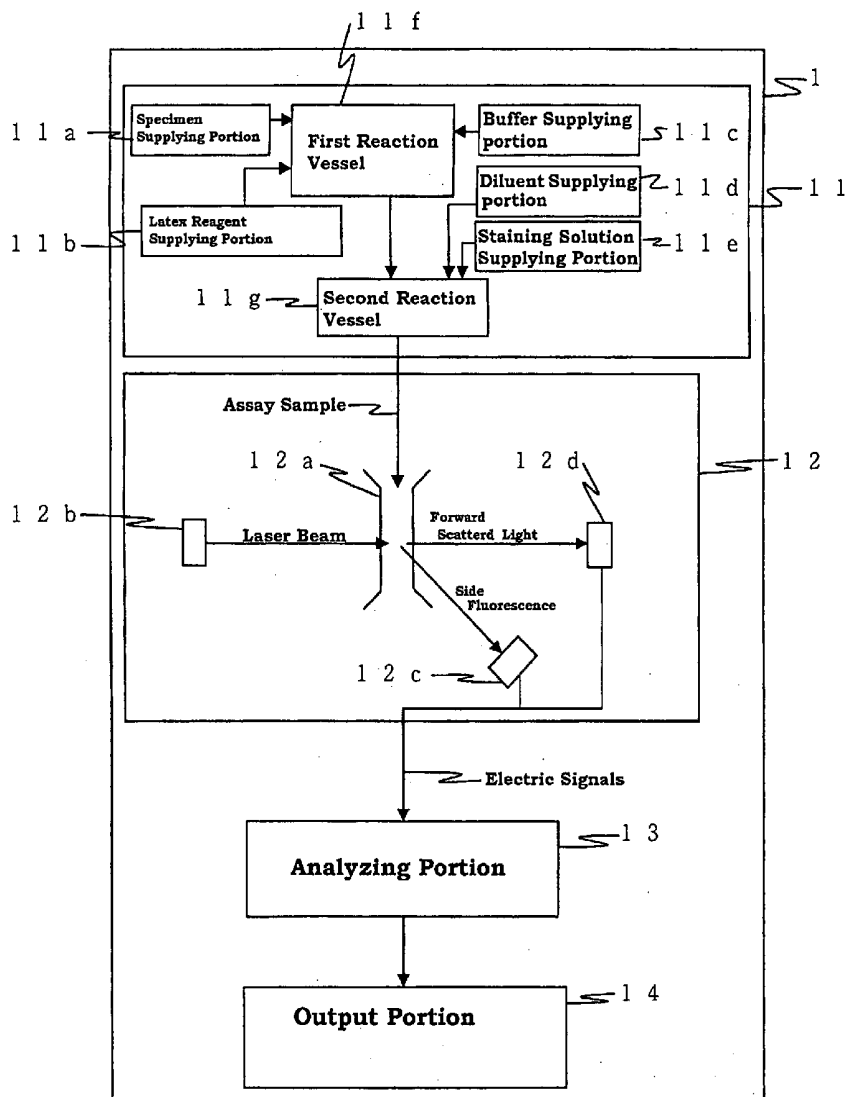 1 1 f
1
Specimen
Supplying Portion
1 1 a
First Reaction
Vessel
Buffer Supplying
portion
1 1 c
Diluent Supplying
portion
1 1 d
1 1
Latex Reagent
Supplying Portion
1 1 b
Staining Solution
Supplying Portion
1 1 e
1 1 g
Second Reaction
Vessel
Assay Sample
1 2 a
1 2 d
1 2
1 2 b
Laser Beam
Forward
Scatterd Light
Side
Fluorescence
1 2 c
Electric Signals
1 3
Analyzing Portion
1 4
Output Portion